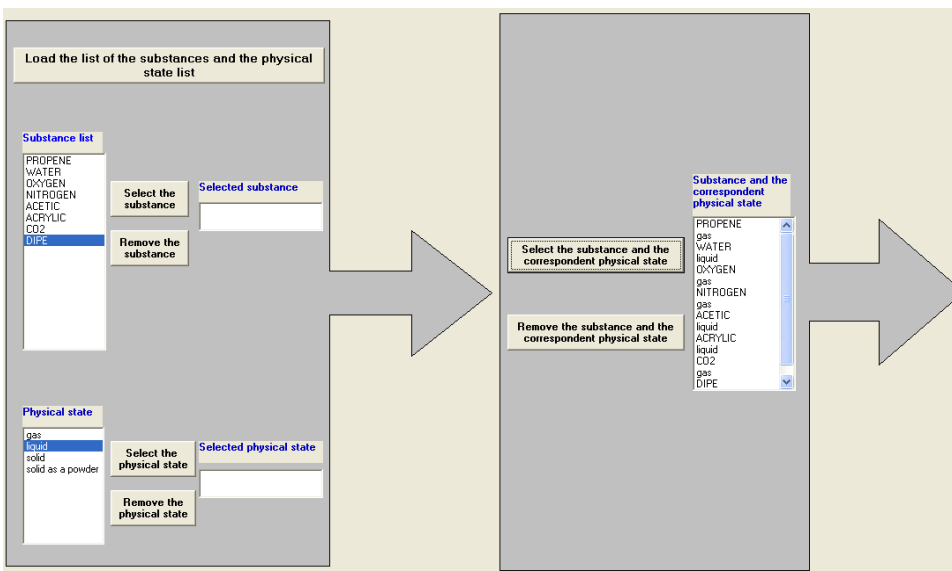 Load the list of the substances and the physical
state list
Substance list
PROPENE
WATER
OXYGEN
NITROGEN
ACETIC
ACRYLIC
CO2
DIPE
Select the
substance
Remove the
substance
Selected substance
Physical state
gas
liquid
solid
solid as a powder
Select the
physical state
Remove the
physical state
Selected physical state
Select the substance and the
correspondent physical state
Remove the substance and the
correspondent physical state
Substance and the
correspondent
physical state
PROPENE
gas
WATER
liquid
OXYGEN
gas
NITROGEN
gas
ACETIC
liquid
ACRYLIC
liquid
CO2
gas
DIPE